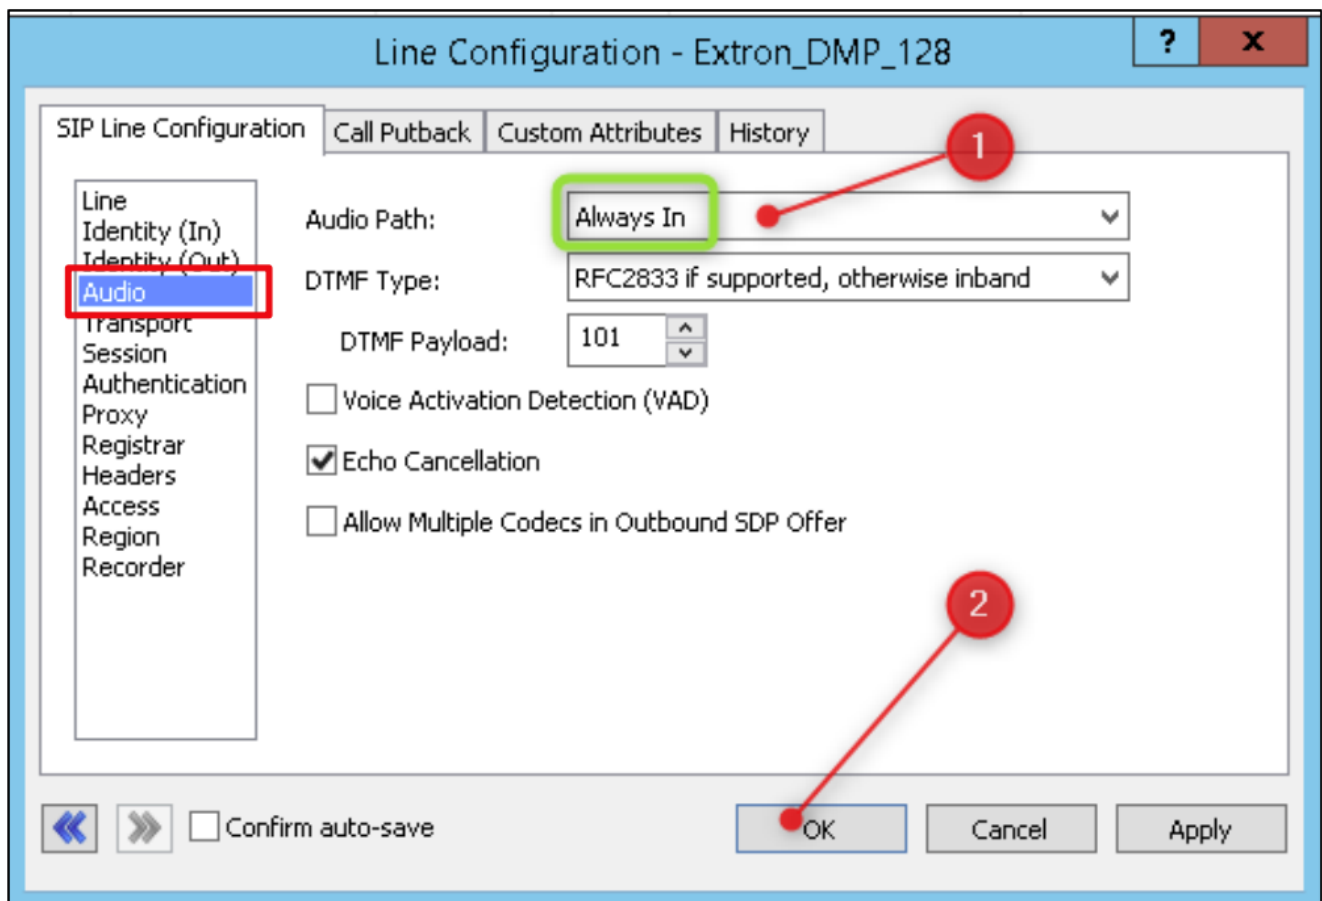 Line Configuration - Extron_DMP_128
? x
SIP Line Configuration Call Putback Custom Attributes History
1
Line
Identity (In)
Identity (Out)
Audio
Transport
Session
Authentication
Proxy
Registrar
Headers
Access
Region
Recorder
Audio Path: Always In
DTMF Type: RFC2833 if supported, otherwise inband
DTMF Payload: 101
Voice Activation Detection (VAD)
Echo Cancellation
Allow Multiple Codecs in Outbound SDP Offer
2
Confirm auto-save OK Cancel Apply